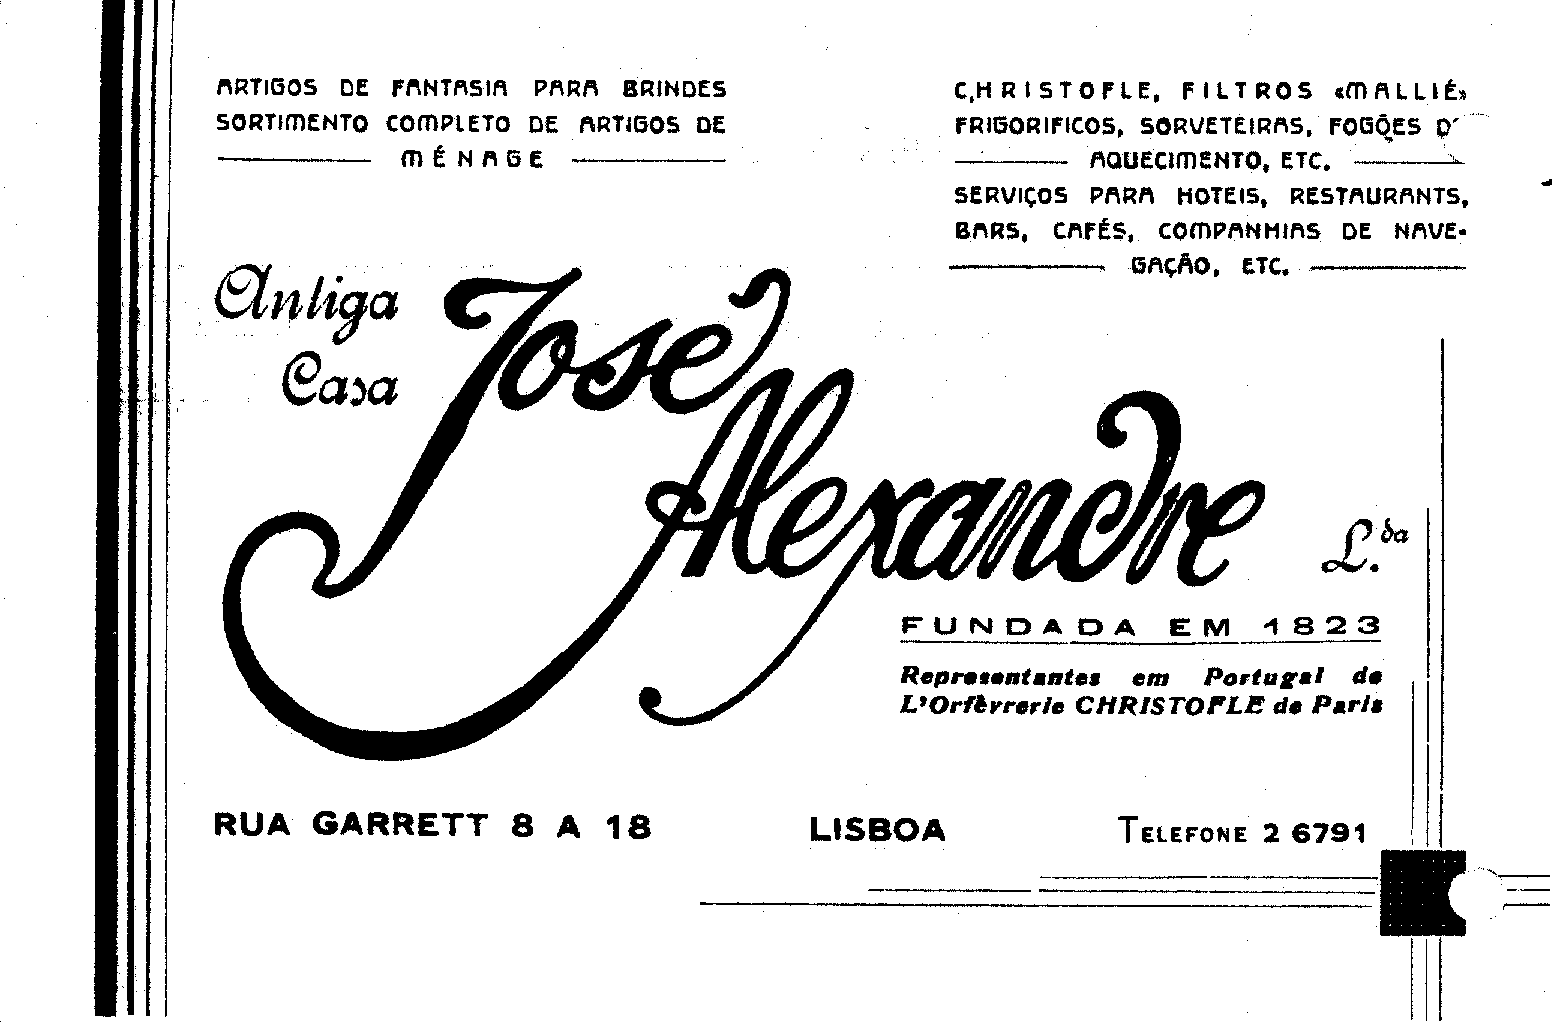 ARTIGOS DE FANTASIA PARA BRINDES
SORTIMENTO COMPLETO DE ARTIGOS DE
MÉNAGE
CHRISTOFLE, FILTROS «MALLIÉ»
FRIGORIFICOS, SORVETEIRAS, FOGÕES D'
AQUECIMENTO, ETC.
SERVIÇOS PARA HOTEIS, RESTAURANTS,
BARS, CAFÉS, COMPANHIAS DE NAVE-
GAÇÃO, ETC.
Antiga
Casa
José
Alexandre
L.da
FUNDADA EM 1823
Representantes em Portugal de
L'Orfèvrerie CHRISTOFLE de Paris
RUA GARRETT 8 A 18
LISBOA
TELEFONE 2 6791